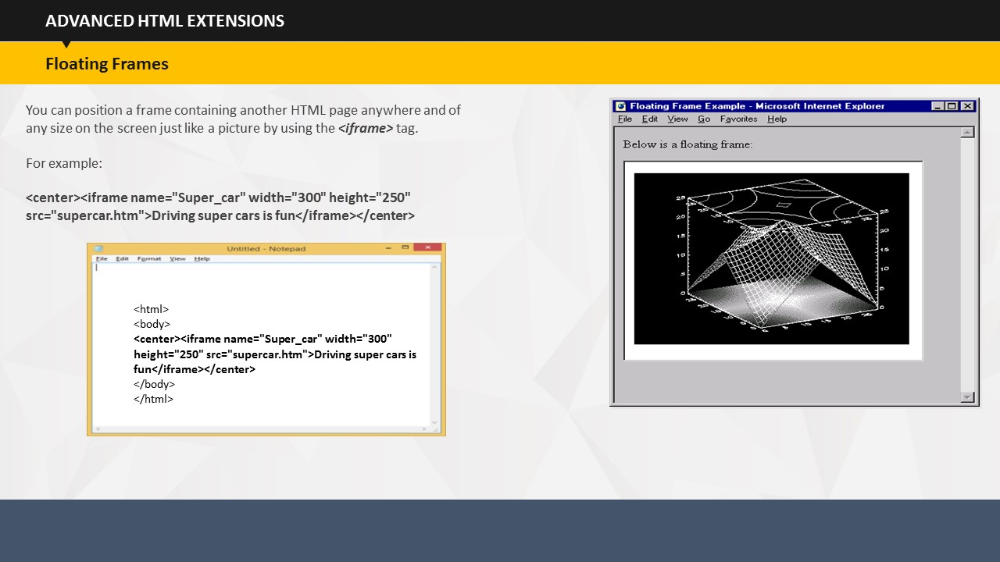 ADVANCED HTML EXTENSIONS
Floating Frames
You can position a frame containing another HTML page anywhere and of
any size on the screen just like a picture by using the <iframe> tag.
For example:
<center><iframe name="Super_car" width="300" height="250"
src="supercar.htm">Driving super cars is fun</iframe></center>
Untitled - Notepad
File Edit Format View Help
<html>
<body>
<center><iframe name="Super_car" width="300"
height="250" src="supercar.htm">Driving super cars is
fun</iframe></center>
</body>
</html>
Floating Frame Example - Microsoft Internet Explorer
File Edit View Go Favorites Help
Below is a floating frame: